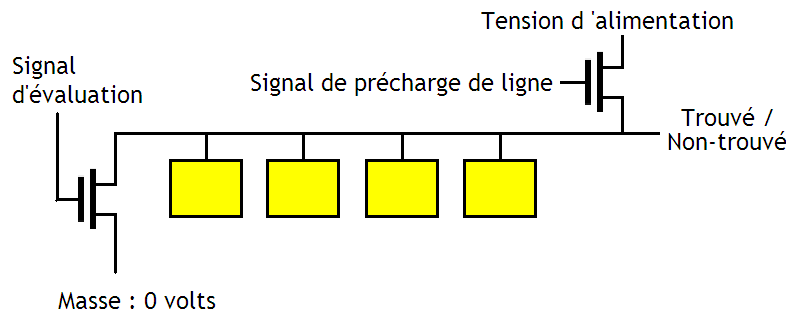 Tension d 'alimentation
Signal
d'évaluation
Signal de précharge de ligne
Trouvé /
Non-trouvé
Masse : 0 volts